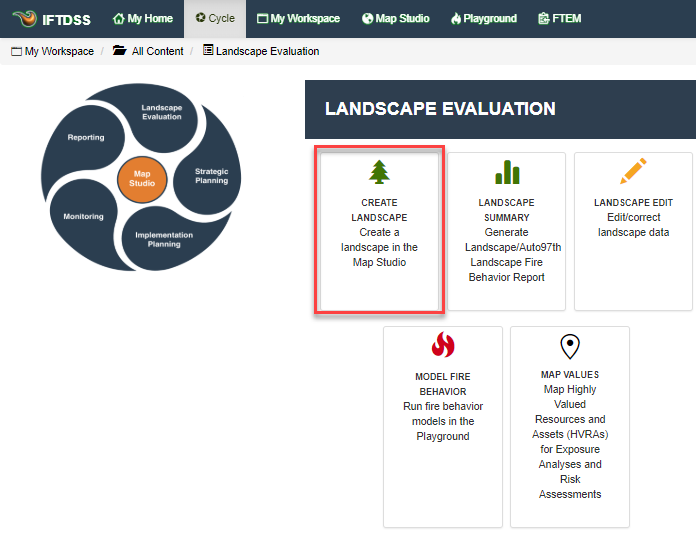 IFTDSS My Home Cycle My Workspace Map Studio Playground FTEM
My Workspace / All Content / Landscape Evaluation
Landscape
Evaluation
Reporting
Strategic
Planning
Map
Studio
Monitoring
Implementation
Planning
LANDSCAPE EVALUATION
CREATE
LANDSCAPE
Create a
landscape in the
Map Studio
LANDSCAPE
SUMMARY
Generate
Landscape/Auto97th
Landscape Fire
Behavior Report
LANDSCAPE EDIT
Edit/correct
landscape data
MODEL FIRE
BEHAVIOR
Run fire behavior
models in the
Playground
MAP VALUES
Map Highly
Valued
Resources and
Assets (HVRAs)
for Exposure
Analyses and
Risk
Assessments